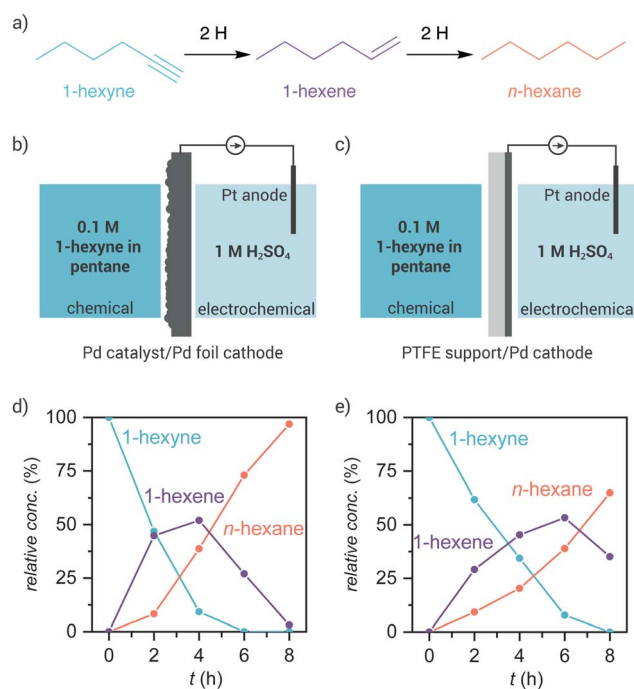 a)
2 H
2 H
1-hexyne
1-hexene
n-hexane
b)
Pt anode
0.1 M
1-hexyne in
pentane
1 M H₂SO₄
chemical
electrochemical
Pd catalyst/Pd foil cathode
c)
Pt anode
0.1 M
1-hexyne in
pentane
1 M H₂SO₄
chemical
electrochemical
PTFE support/Pd cathode
d)
100
75
50
25
0
relative conc. (%)
1-hexyne
1-hexene
n-hexane
0 2 4 6 8
t (h)
e)
100
75
50
25
0
relative conc. (%)
1-hexyne
n-hexane
1-hexene
0 2 4 6 8
t (h)